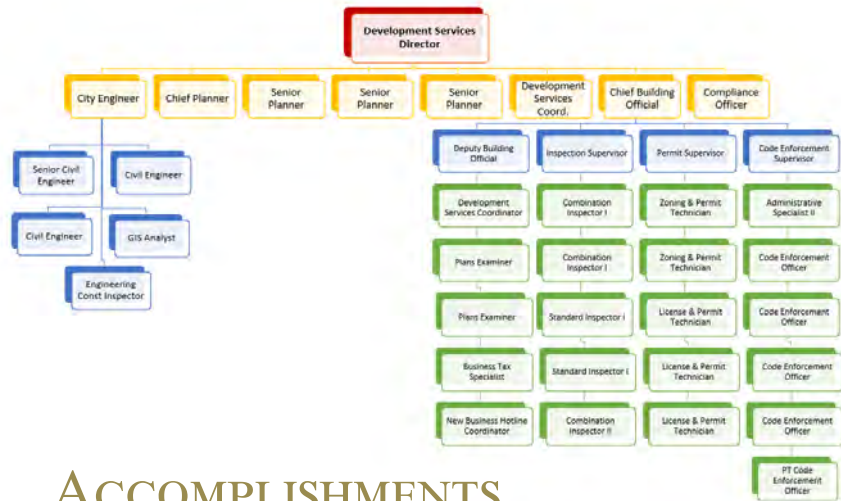 Development Services
Director
City Engineer
Chief Planner
Senior
Planner
Senior
Planner
Senior
Planner
Development
Services
Coord.
Chief Building
Official
Compliance
Officer
Senior Civil
Engineer
Civil Engineer
Civil Engineer
GIS Analyst
Engineering
Const Inspector
Deputy Building
Official
Inspection Supervisor
Permit Supervisor
Code Enforcement
Supervisor
Development
Services Coordinator
Combination
Inspector I
Zoning & Permit
Technician
Administrative
Specialist II
Plans Examiner
Combination
Inspector I
Zoning & Permit
Technician
Code Enforcement
Officer
Plans Examiner
Standard Inspector I
License & Permit
Technician
Code Enforcement
Officer
Business Tax
Specialist
Standard Inspector I
License & Permit
Technician
Code Enforcement
Officer
New Business Hotline
Coordinator
Combination
Inspector II
License & Permit
Technician
Code Enforcement
Officer
PT Code
Enforcement
Officer
ACCOMPLISHMENTS